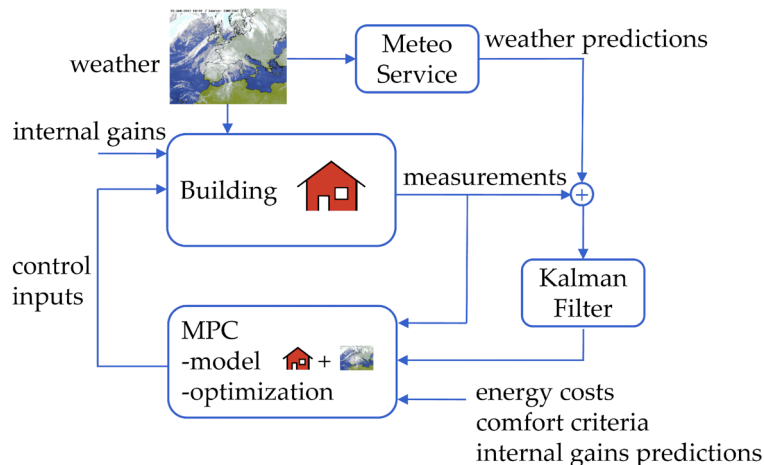 weather
Meteo
Service
weather predictions
internal gains
Building
measurements
+
control
inputs
Kalman
Filter
MPC
-model + 
-optimization
energy costs
comfort criteria
internal gains predictions